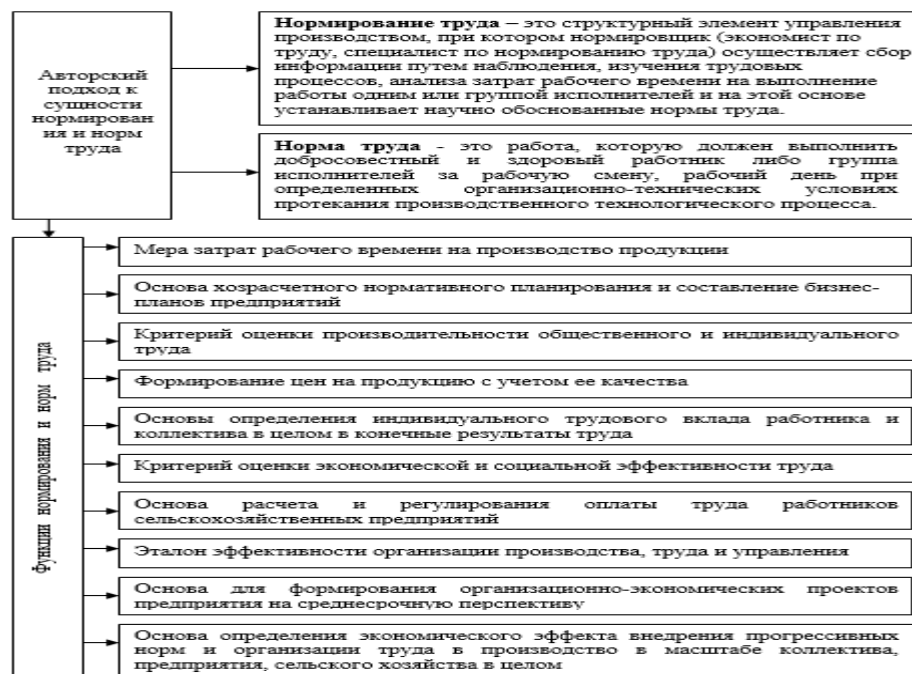 Авторский
подход к
сущности
нормирован
ия и норм
труда
Нормирование труда – это структурный элемент управления
производством, при котором нормировщик (экономист по
труду, специалист по нормированию труда) осуществляет сбор
информации путем наблюдения, изучения трудовых
процессов, анализа затрат рабочего времени на выполнение
работы одним или группой исполнителей и на этой основе
устанавливает научно обоснованные нормы труда.
Норма труда - это работа, которую должен выполнить
добросовестный и здоровый работник либо группа
исполнителей за рабочую смену, рабочий день при
определенных организационно-технических условиях
протекания производственного технологического процесса.
Функции нормирования и норм труда
Мера затрат рабочего времени на производство продукции
Основа хозрасчетного нормативного планирования и составление бизнес-
планов предприятий
Критерий оценки производительности общественного и индивидуального
труда
Формирование цен на продукцию с учетом ее качества
Основы определения индивидуального трудового вклада работника и
коллектива в целом в конечные результаты труда
Критерий оценки экономической и социальной эффективности труда
Основа расчета и регулирования оплаты труда работников
сельскохозяйственных предприятий
Эталон эффективности организации производства, труда и управления
Основа для формирования организационно-экономических проектов
предприятия на среднесрочную перспективу
Основа определения экономического эффекта внедрения прогрессивных
норм и организации труда в производство в масштабе коллектива,
предприятия, сельского хозяйства в целом